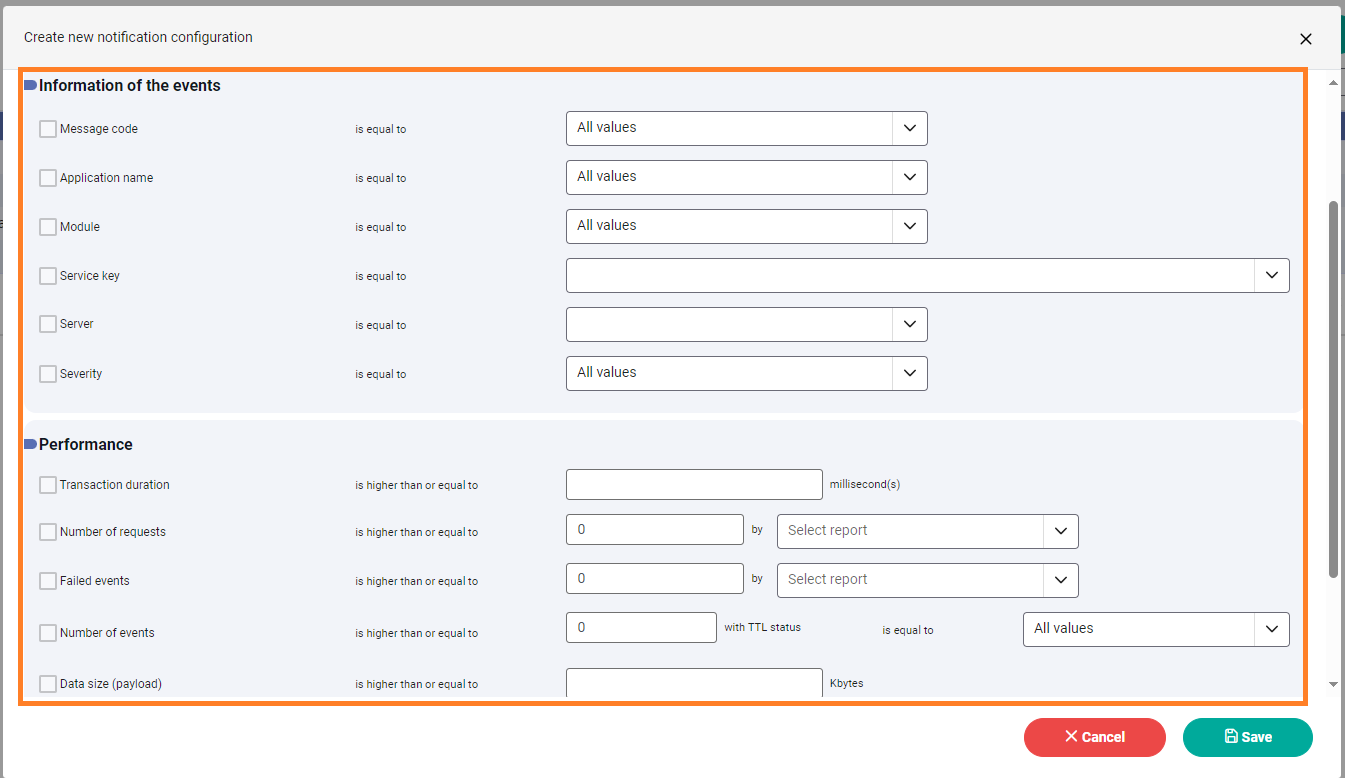 Create new notification configuration
Information of the events
Message code is equal to All values
Application name is equal to All values
Module is equal to All values
Service key is equal to
Server is equal to
Severity is equal to All values
Performance
Transaction duration is higher than or equal to millisecond(s)
Number of requests is higher than or equal to 0 by Select report
Failed events is higher than or equal to 0 by Select report
Number of events is higher than or equal to 0 with TTL status is equal to All values
Data size (payload) is higher than or equal to Kbytes
Cancel Save